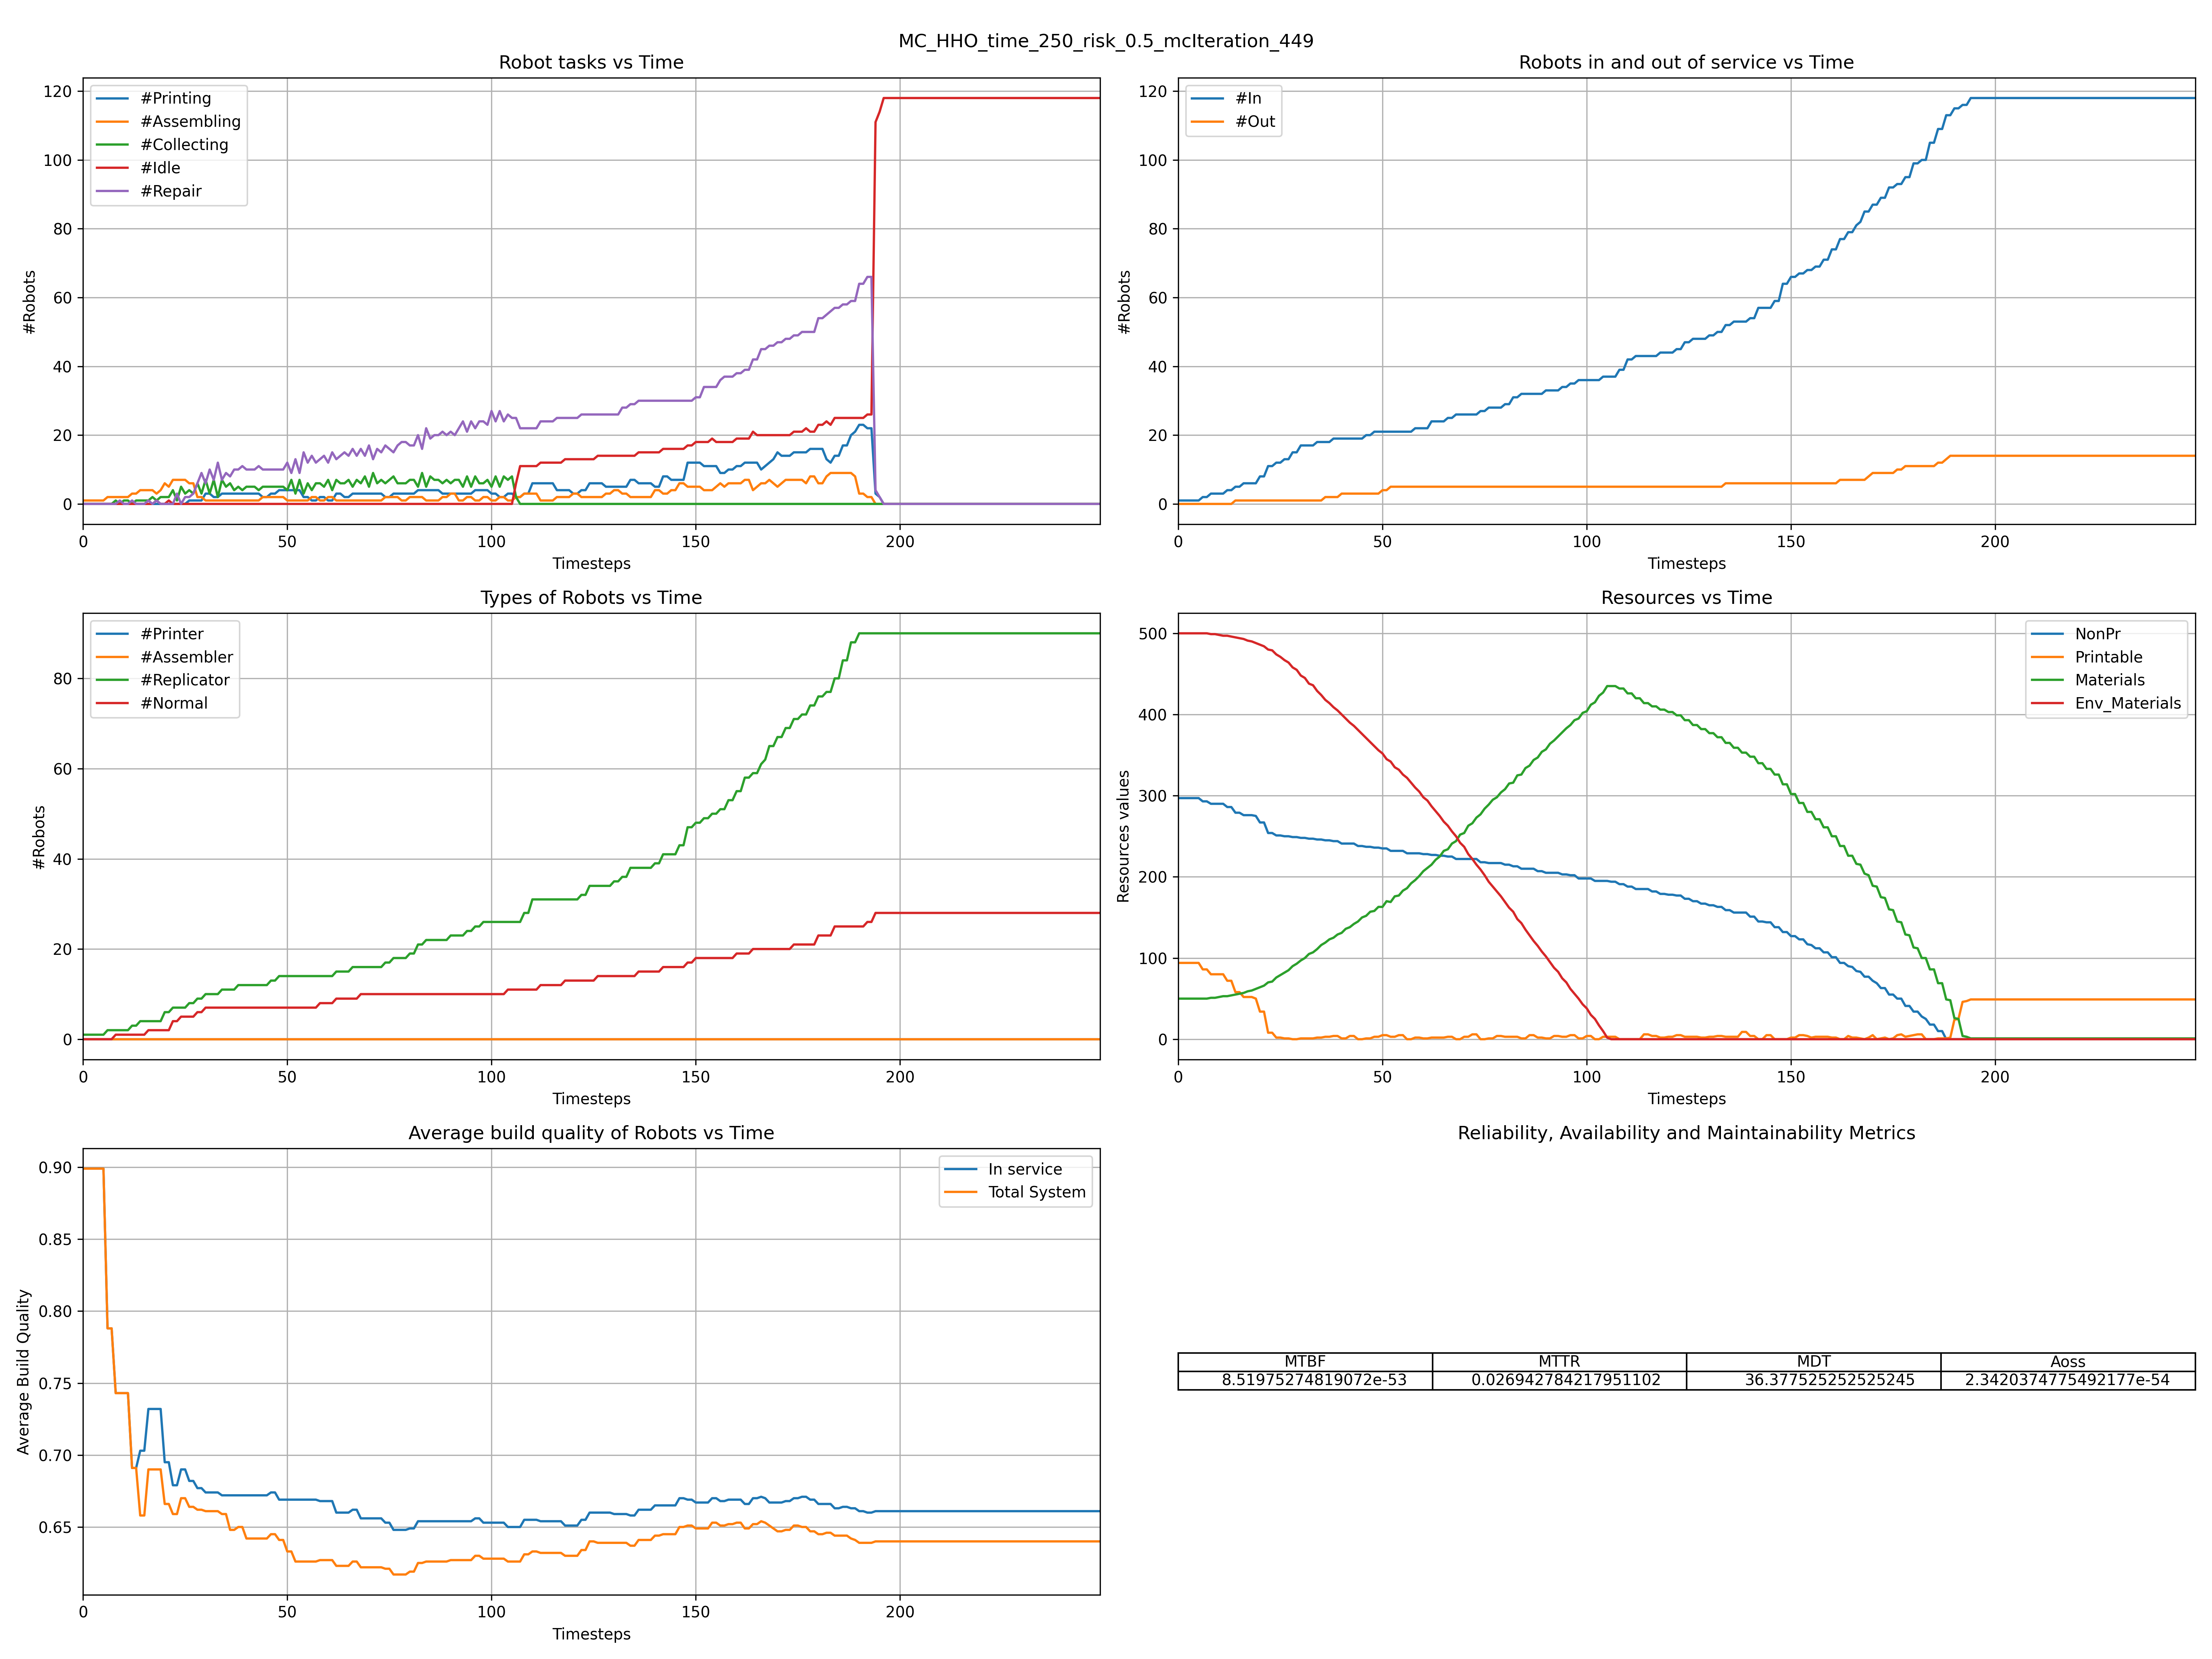 MC_HHO_time_250_risk_0.5_mcIteration_449
Robot tasks vs Time
#Robots
120
100
80
60
40
20
0
#Printing
#Assembling
#Collecting
#Idle
#Repair
0 50 100 150 200
Timesteps
Robots in and out of service vs Time
#Robots
120
100
80
60
40
20
0
#In
#Out
0 50 100 150 200
Timesteps
Types of Robots vs Time
#Robots
80
60
40
20
0
#Printer
#Assembler
#Replicator
#Normal
0 50 100 150 200
Timesteps
Resources vs Time
Resources values
500
400
300
200
100
0
NonPr
Printable
Materials
Env_Materials
0 50 100 150 200
Timesteps
Average build quality of Robots vs Time
Average Build Quality
0.90
0.85
0.80
0.75
0.70
0.65
In service
Total System
0 50 100 150 200
Timesteps
Reliability, Availability and Maintainability Metrics
MTBF MTTR MDT Aoss
8.51975274819072e-53 0.026942784217951102 36.377525252525245 2.3420374775492177e-54